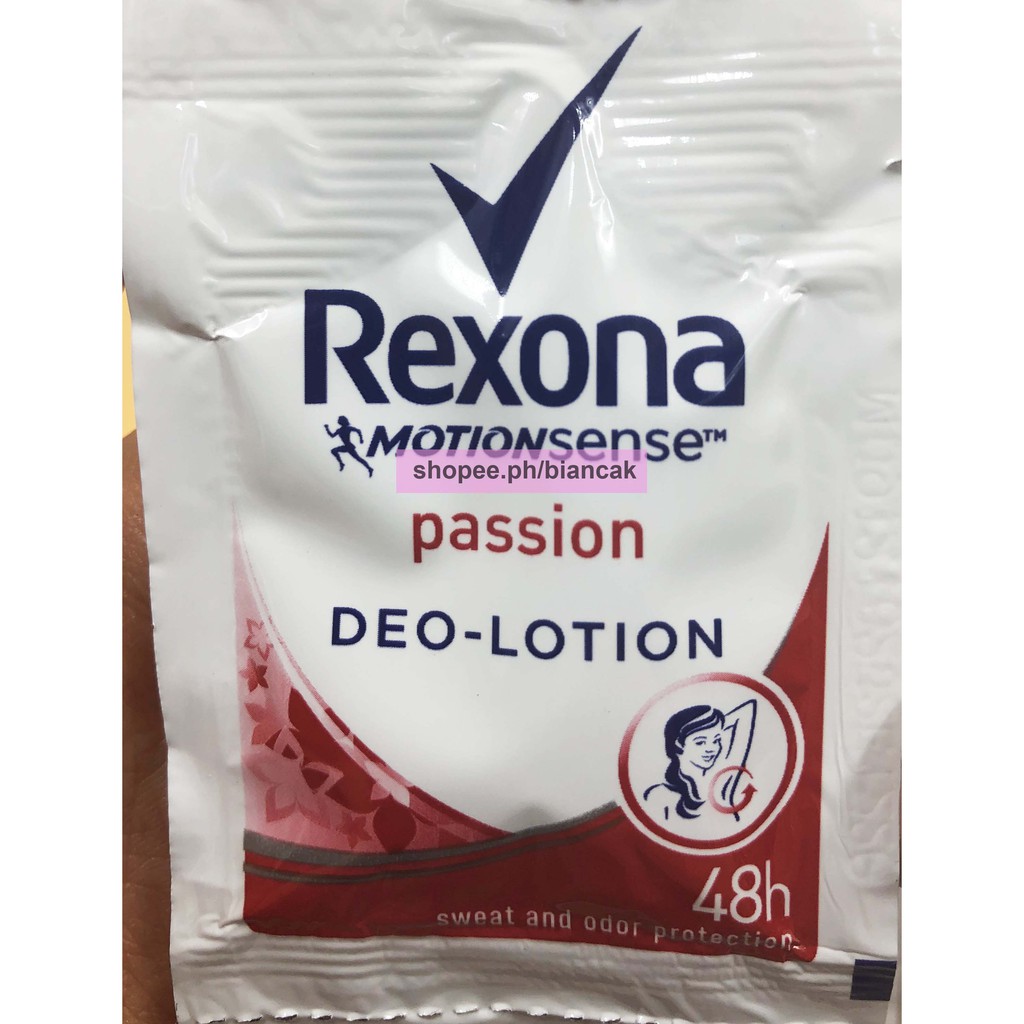 Rexona
MOTIONsense™
shopee.ph/biancak
passion
DEO-LOTION
48h
sweat and odor protection